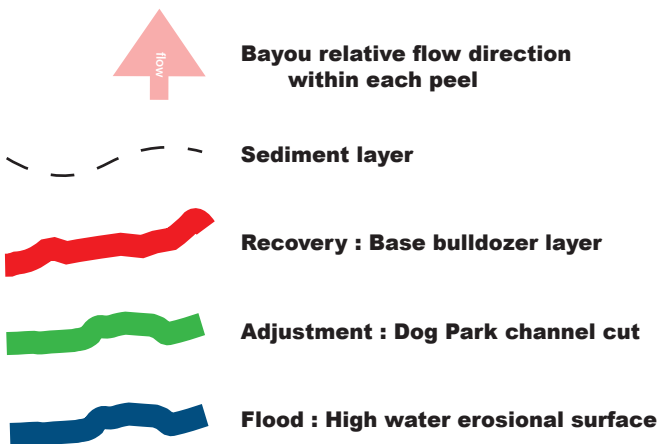 flow
Bayou relative flow direction
within each peel
Sediment layer
Recovery : Base bulldozer layer
Adjustment : Dog Park channel cut
Flood : High water erosional surface